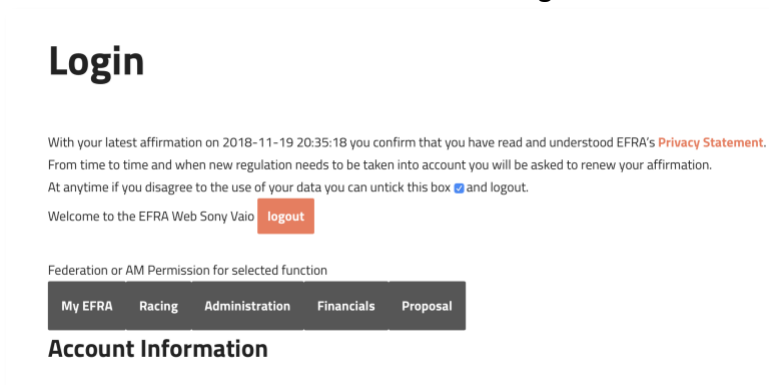 Login
With your latest affirmation on 2018-11-19 20:35:18 you confirm that you have read and understood EFRA's Privacy Statement.
From time to time and when new regulation needs to be taken into account you will be asked to renew your affirmation.
At anytime if you disagree to the use of your data you can untick this box and logout.
Welcome to the EFRA Web Sony Vaio logout
Federation or AM Permission for selected function
My EFRA Racing Administration Financials Proposal
Account Information